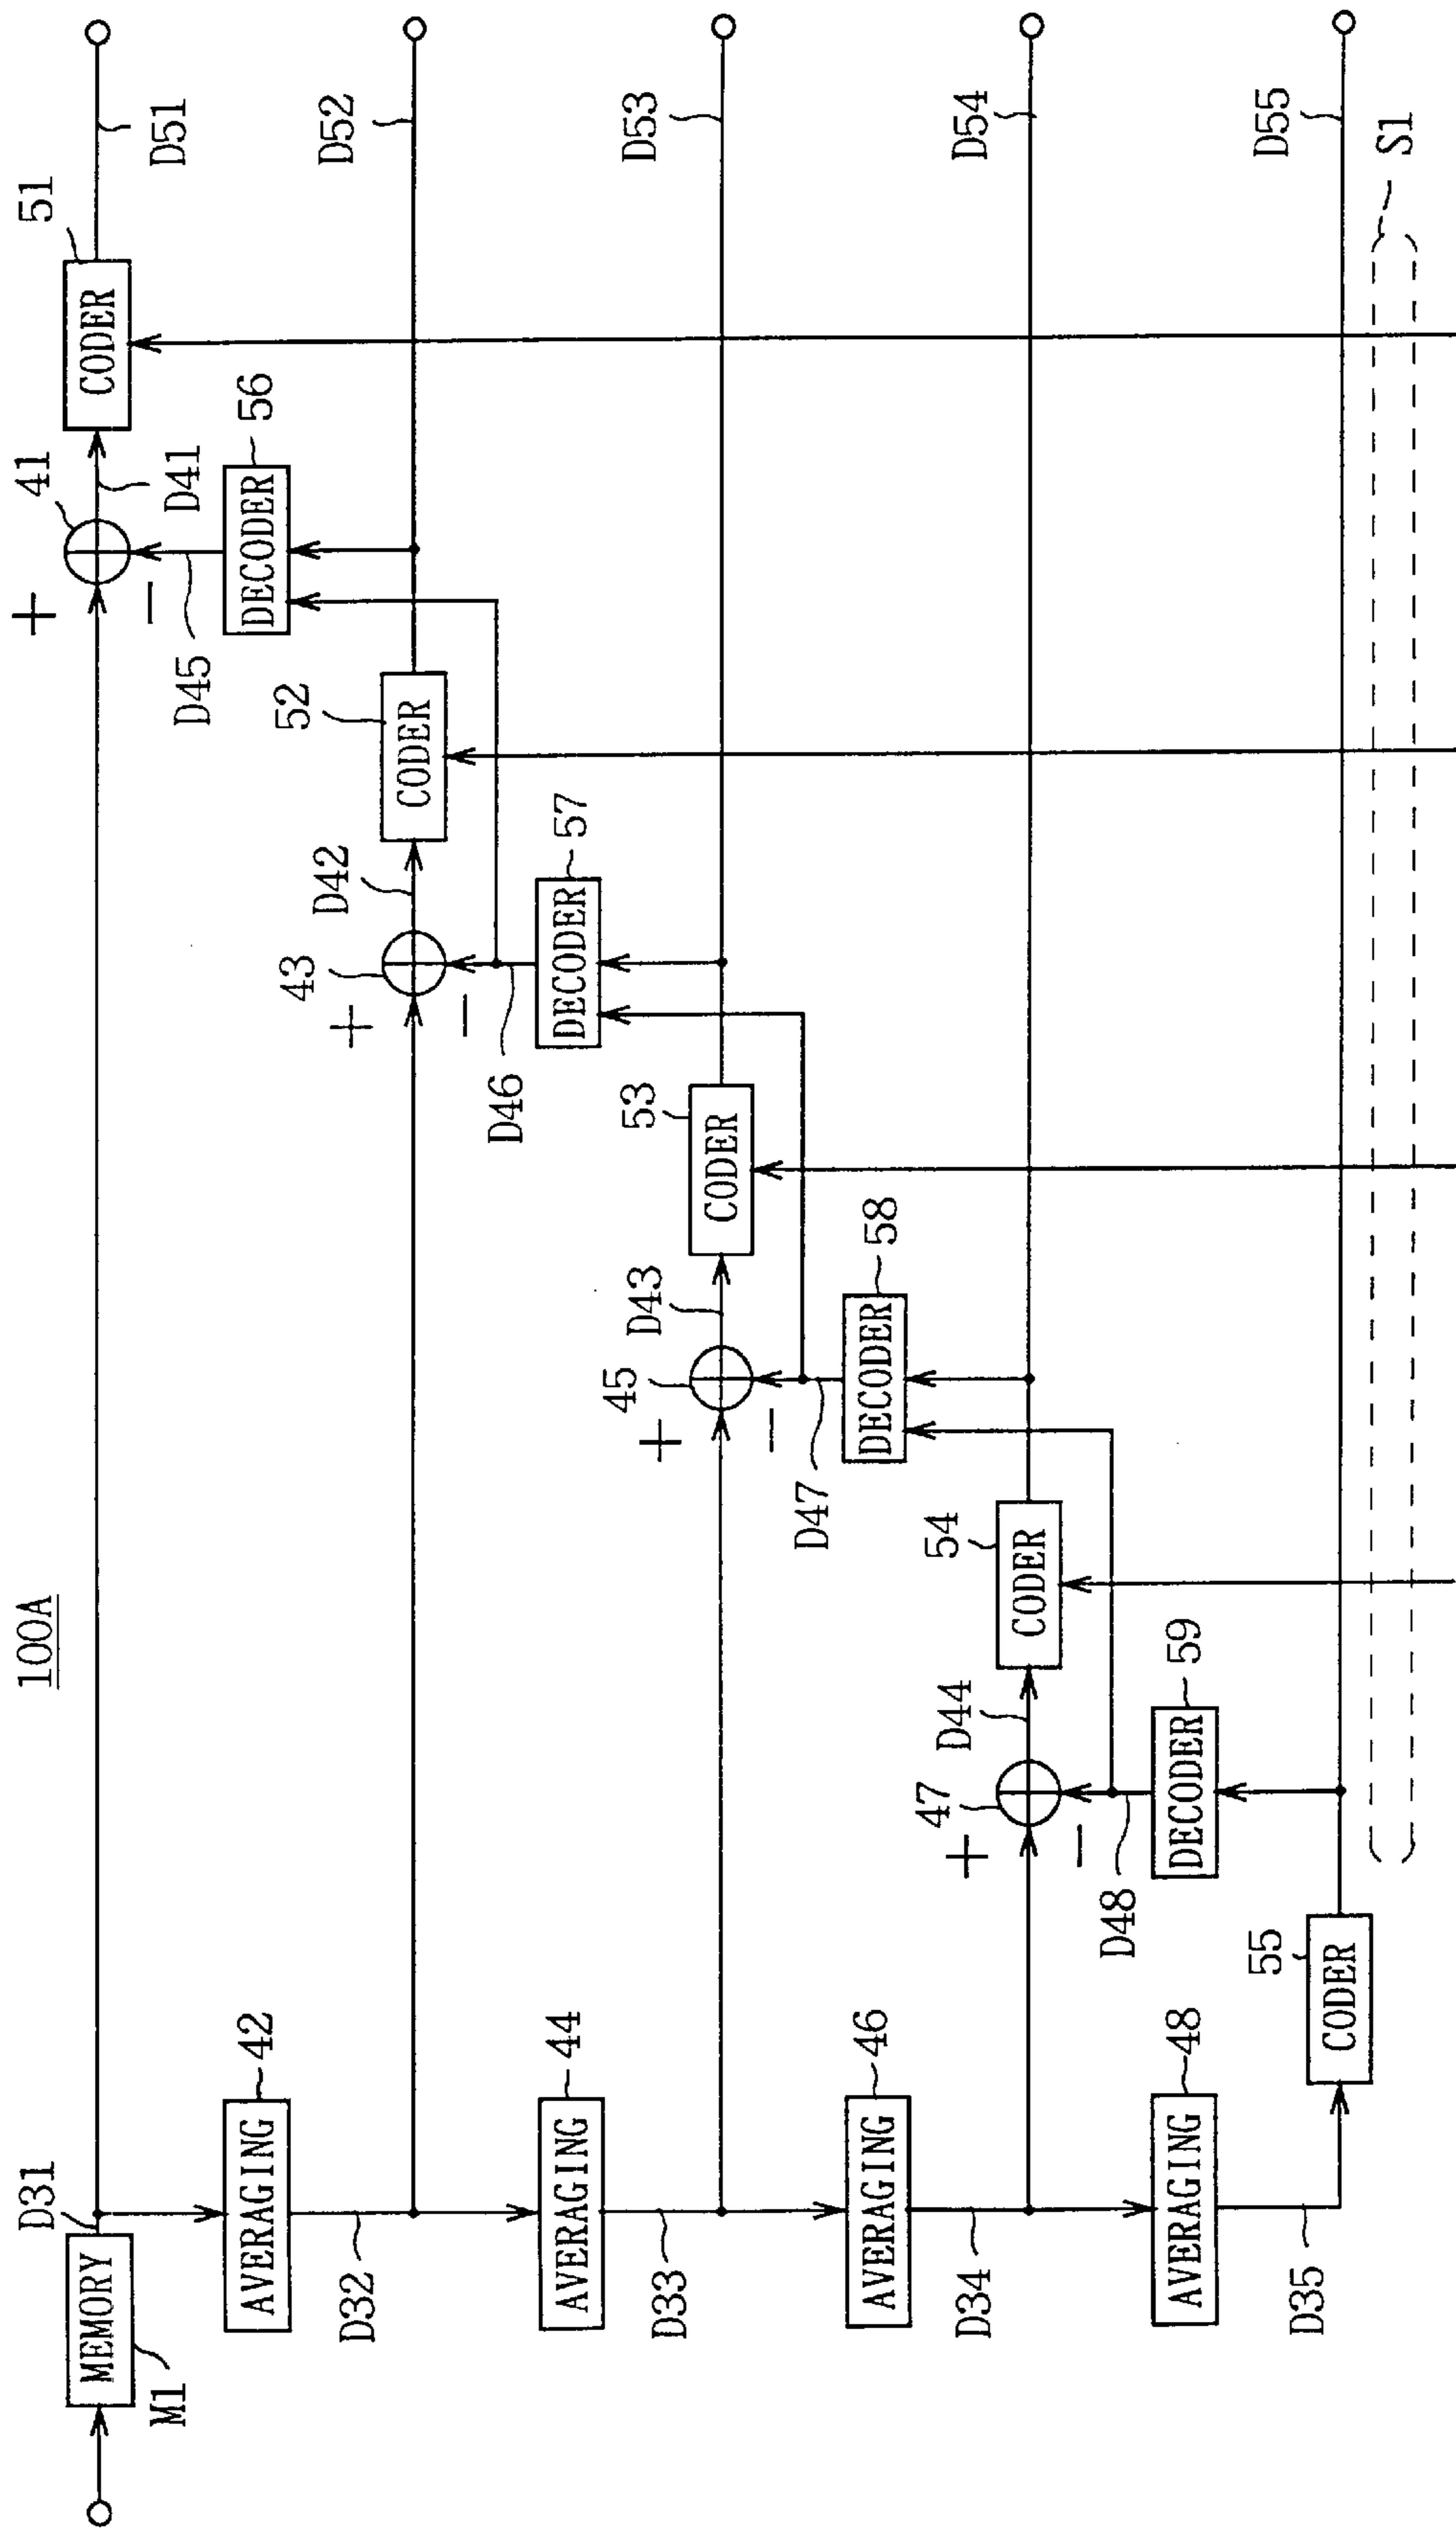 100A
MEMORY
M1
D31
+
-
41
D41
CODER
51
D51
D45
DECODER
56
AVERAGING
42
D32
+
-
43
D42
CODER
52
D52
D46
DECODER
57
AVERAGING
44
D33
+
-
45
D43
CODER
53
D53
D47
DECODER
58
AVERAGING
46
D34
+
-
47
D44
CODER
54
D54
D48
DECODER
59
AVERAGING
48
D35
CODER
55
D55
S1